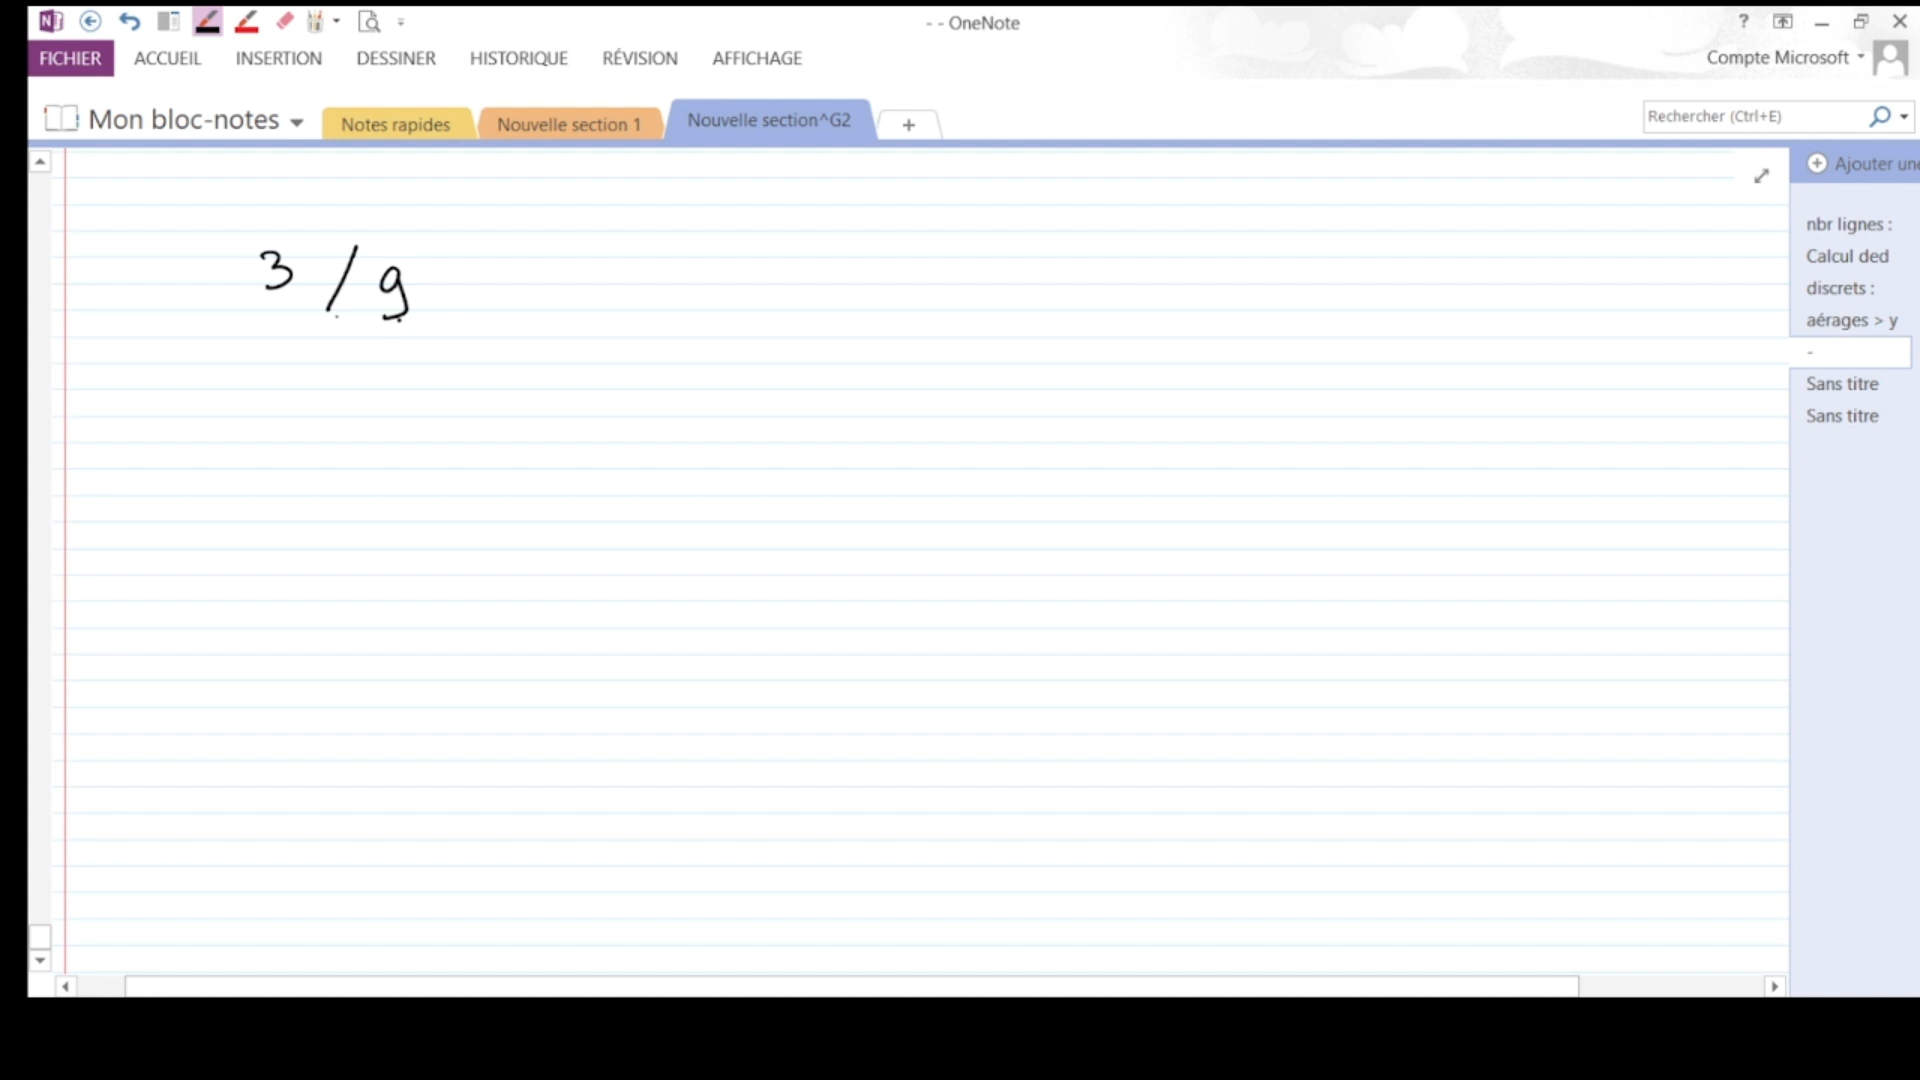 - - OneNote
?
FICHIER ACCUEIL INSERTION DESSINER HISTORIQUE RÉVISION AFFICHAGE
Compte Microsoft
Mon bloc-notes
Notes rapides
Nouvelle section 1
Nouvelle section^G2
+
Rechercher (Ctrl+E)
Ajouter une
3 / 9
nbr lignes :
Calcul ded
discrets :
aérages > y
-
Sans titre
Sans titre